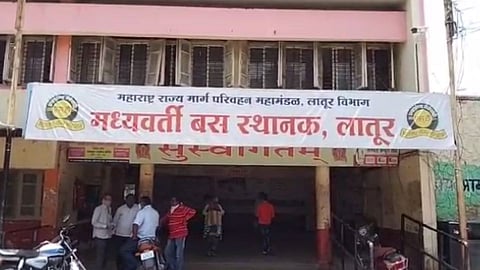 महाराष्ट्र राज्य मार्ग परिवहन महामंडळ, लातूर विभाग
मध्यवर्ती बस स्थानक, लातूर
सुस्वागतम्